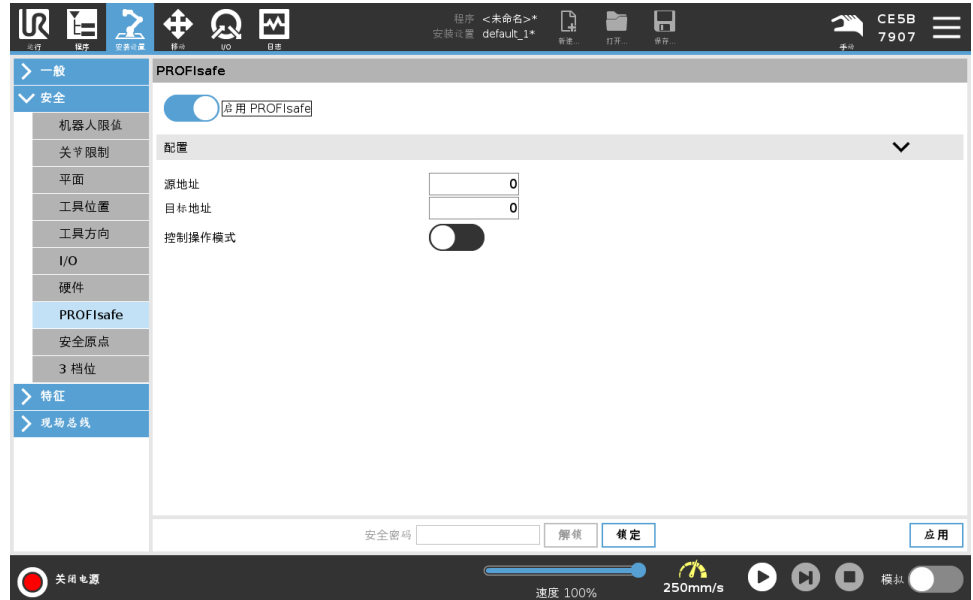 UR
运行
程序
安装设置
移动
I/O
日志
程序 <未命名>*
安装设置 default_1*
新建...
打开...
保存...
手动
CE5B
7907
一般
安全
机器人限值
关节限制
平面
工具位置
工具方向
I/O
硬件
PROFIsafe
安全原点
3 档位
特征
现场总线
PROFIsafe
启用 PROFIsafe
配置
源地址 0
目标地址 0
控制操作模式
安全密码
解锁
锁定
应用
关闭电源
速度 100%
250mm/s
模拟